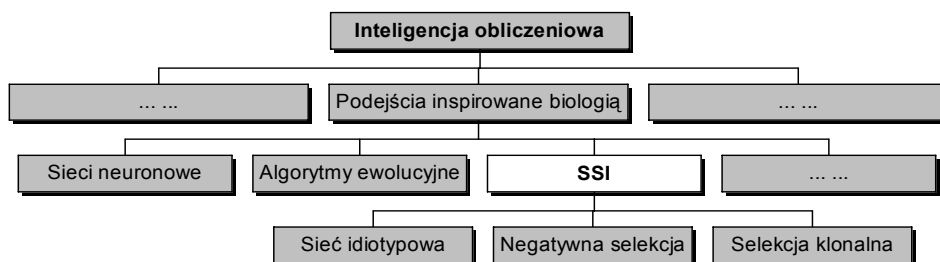 Inteligencja obliczeniowa
... ...
Podejścia inspirowane biologią
... ...
Sieci neuronowe
Algorytmy ewolucyjne
SSI
... ...
Sieć idiotypowa
Negatywna selekcja
Selekcja klonalna